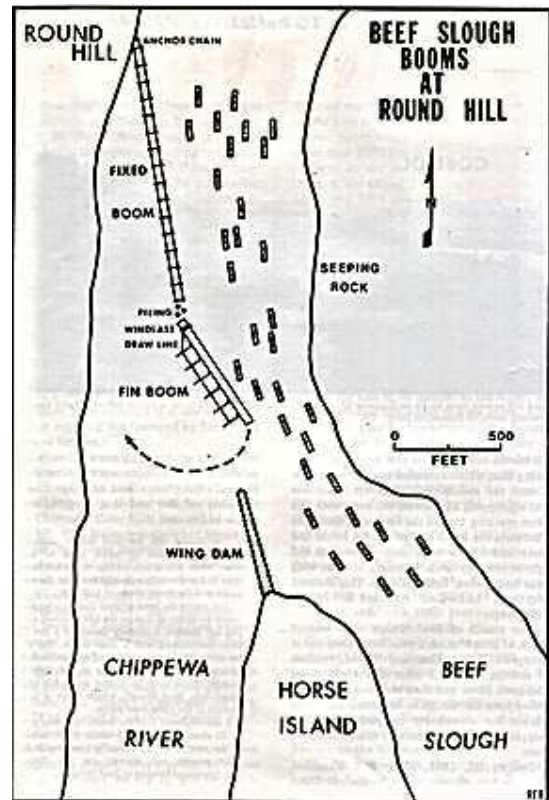 ROUND
HILL
ANCHOR CHAIN
BEEF SLOUGH
BOOMS
AT
ROUND HILL
N
FIXED
BOOM
SEEPING
ROCK
PILING
WINDLASS
DRAW LINE
FIN BOOM
0 500
FEET
WING DAM
CHIPPEWA
RIVER
HORSE
ISLAND
BEEF
SLOUGH